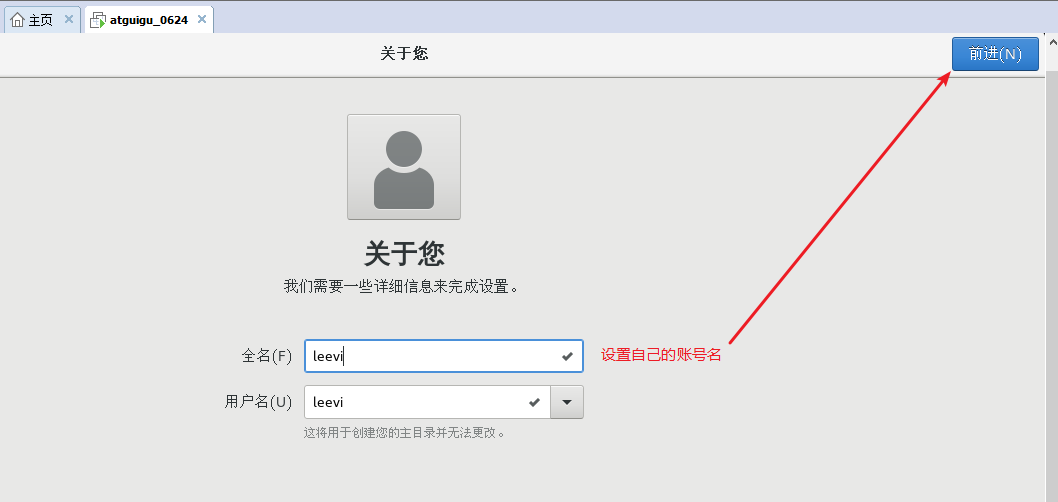 主页
atguigu_0624
关于您
前进(N)
关于您
我们需要一些详细信息来完成设置。
全名(F)
leevi
设置自己的账号名
用户名(U)
leevi
这将用于创建您的主目录并无法更改。